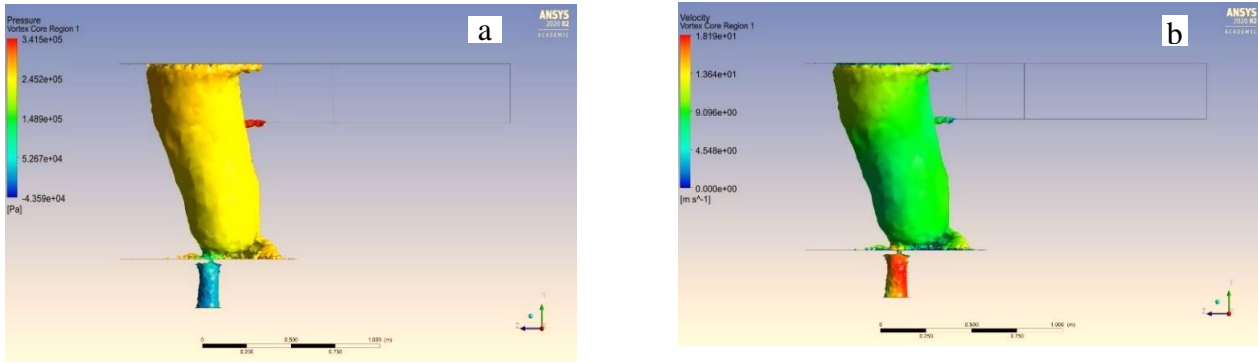 Pressure
Vortex Core Region 1
3.415e+05
2.452e+05
1.489e+05
5.267e+04
-4.359e+04
[Pa]
a
ANSYS
2020 R2
ACADEMIC
0
0.250
0.500
0.750
1.000 (m)
Y
Z
Velocity
Vortex Core Region 1
1.819e+01
1.364e+01
9.096e+00
4.548e+00
0.000e+00
[m s^-1]
b
ANSYS
2020 R2
ACADEMIC
0
0.250
0.500
0.750
1.000 (m)
Y
Z